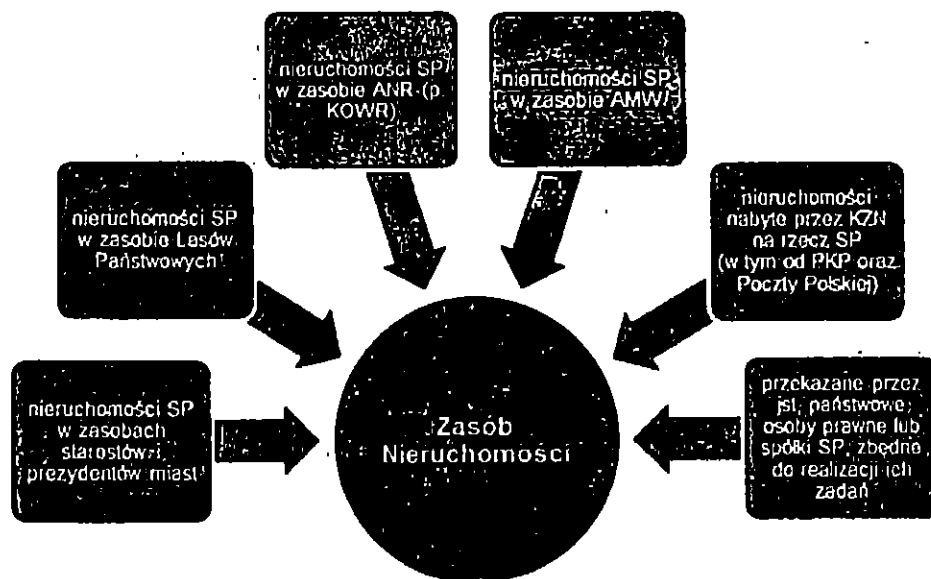 nieruchomości SP
w zasobie ANR (p.
KOWR)
nieruchomości SP
w zasobie AMW
nieruchomości SP
w zasobie Lasów
Państwowych
nieruchomości
nabyte przez KZN
na rzecz SP
(w tym od PKP oraz
Poczty Polskiej)
nieruchomości SP
w zasobach
starostów i
prezydentów miast
Zasób
Nieruchomości
przekazane przez
jst, państwowe
osoby prawne lub
spółki SP, zbędne
do realizacji ich
zadań